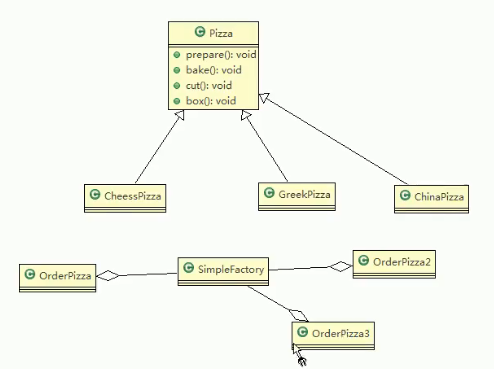 Pizza
prepare(): void
bake(): void
cut(): void
box(): void
CheessPizza
GreekPizza
ChinaPizza
OrderPizza
SimpleFactory
OrderPizza2
OrderPizza3